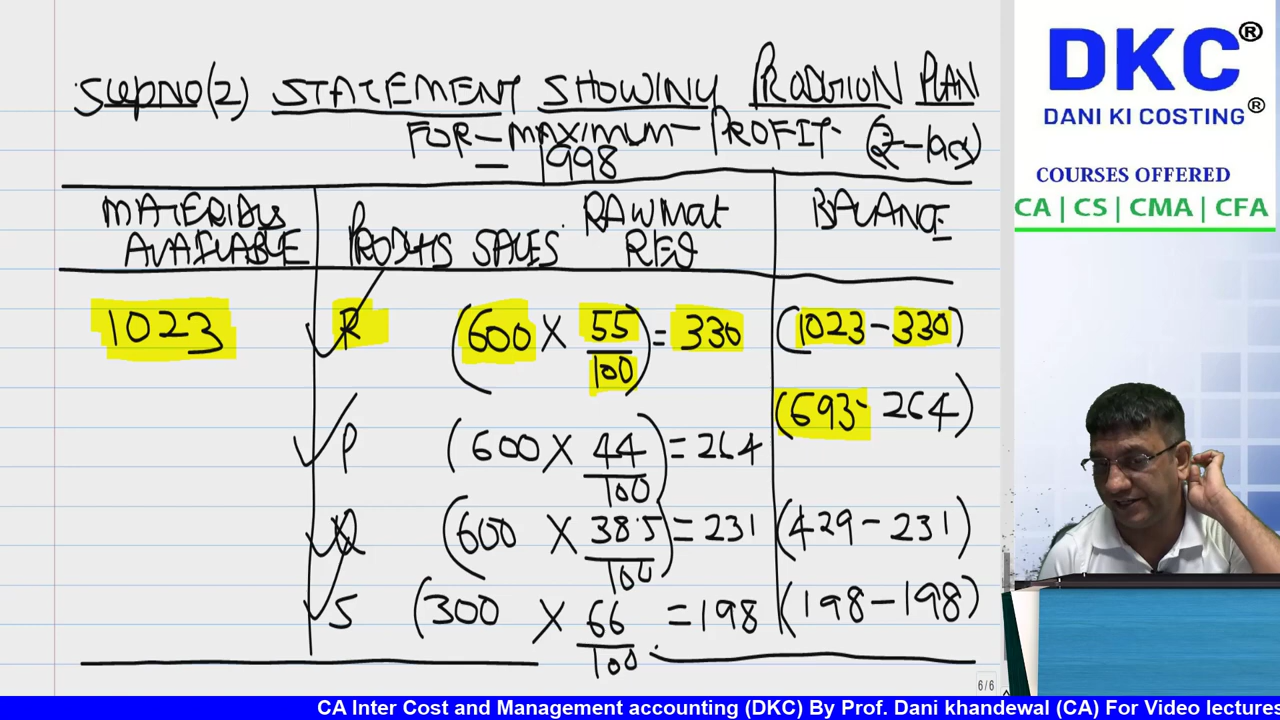 STEPNO(2) STATEMENT SHOWING PRODUTION PLAN
FOR - MAXIMUM - PROFIT. (₹ - lacs)
1998
MATERIALS AVAILABLE
PRODUTS SALES RAW Mat REQ
BALANCE
1023 R (600 X 55/100) = 330 (1023 - 330)
P (600 X 44/100) = 264 (693 - 264)
Q (600 X 38.5/100) = 231 (429 - 231)
S (300 X 66/100 = 198 (198 - 198)
6/6
DKC®
DANI KI COSTING®
COURSES OFFERED
CA | CS | CMA | CFA
CA Inter Cost and Management accounting (DKC) By Prof. Dani khandewal (CA) For Video lectures